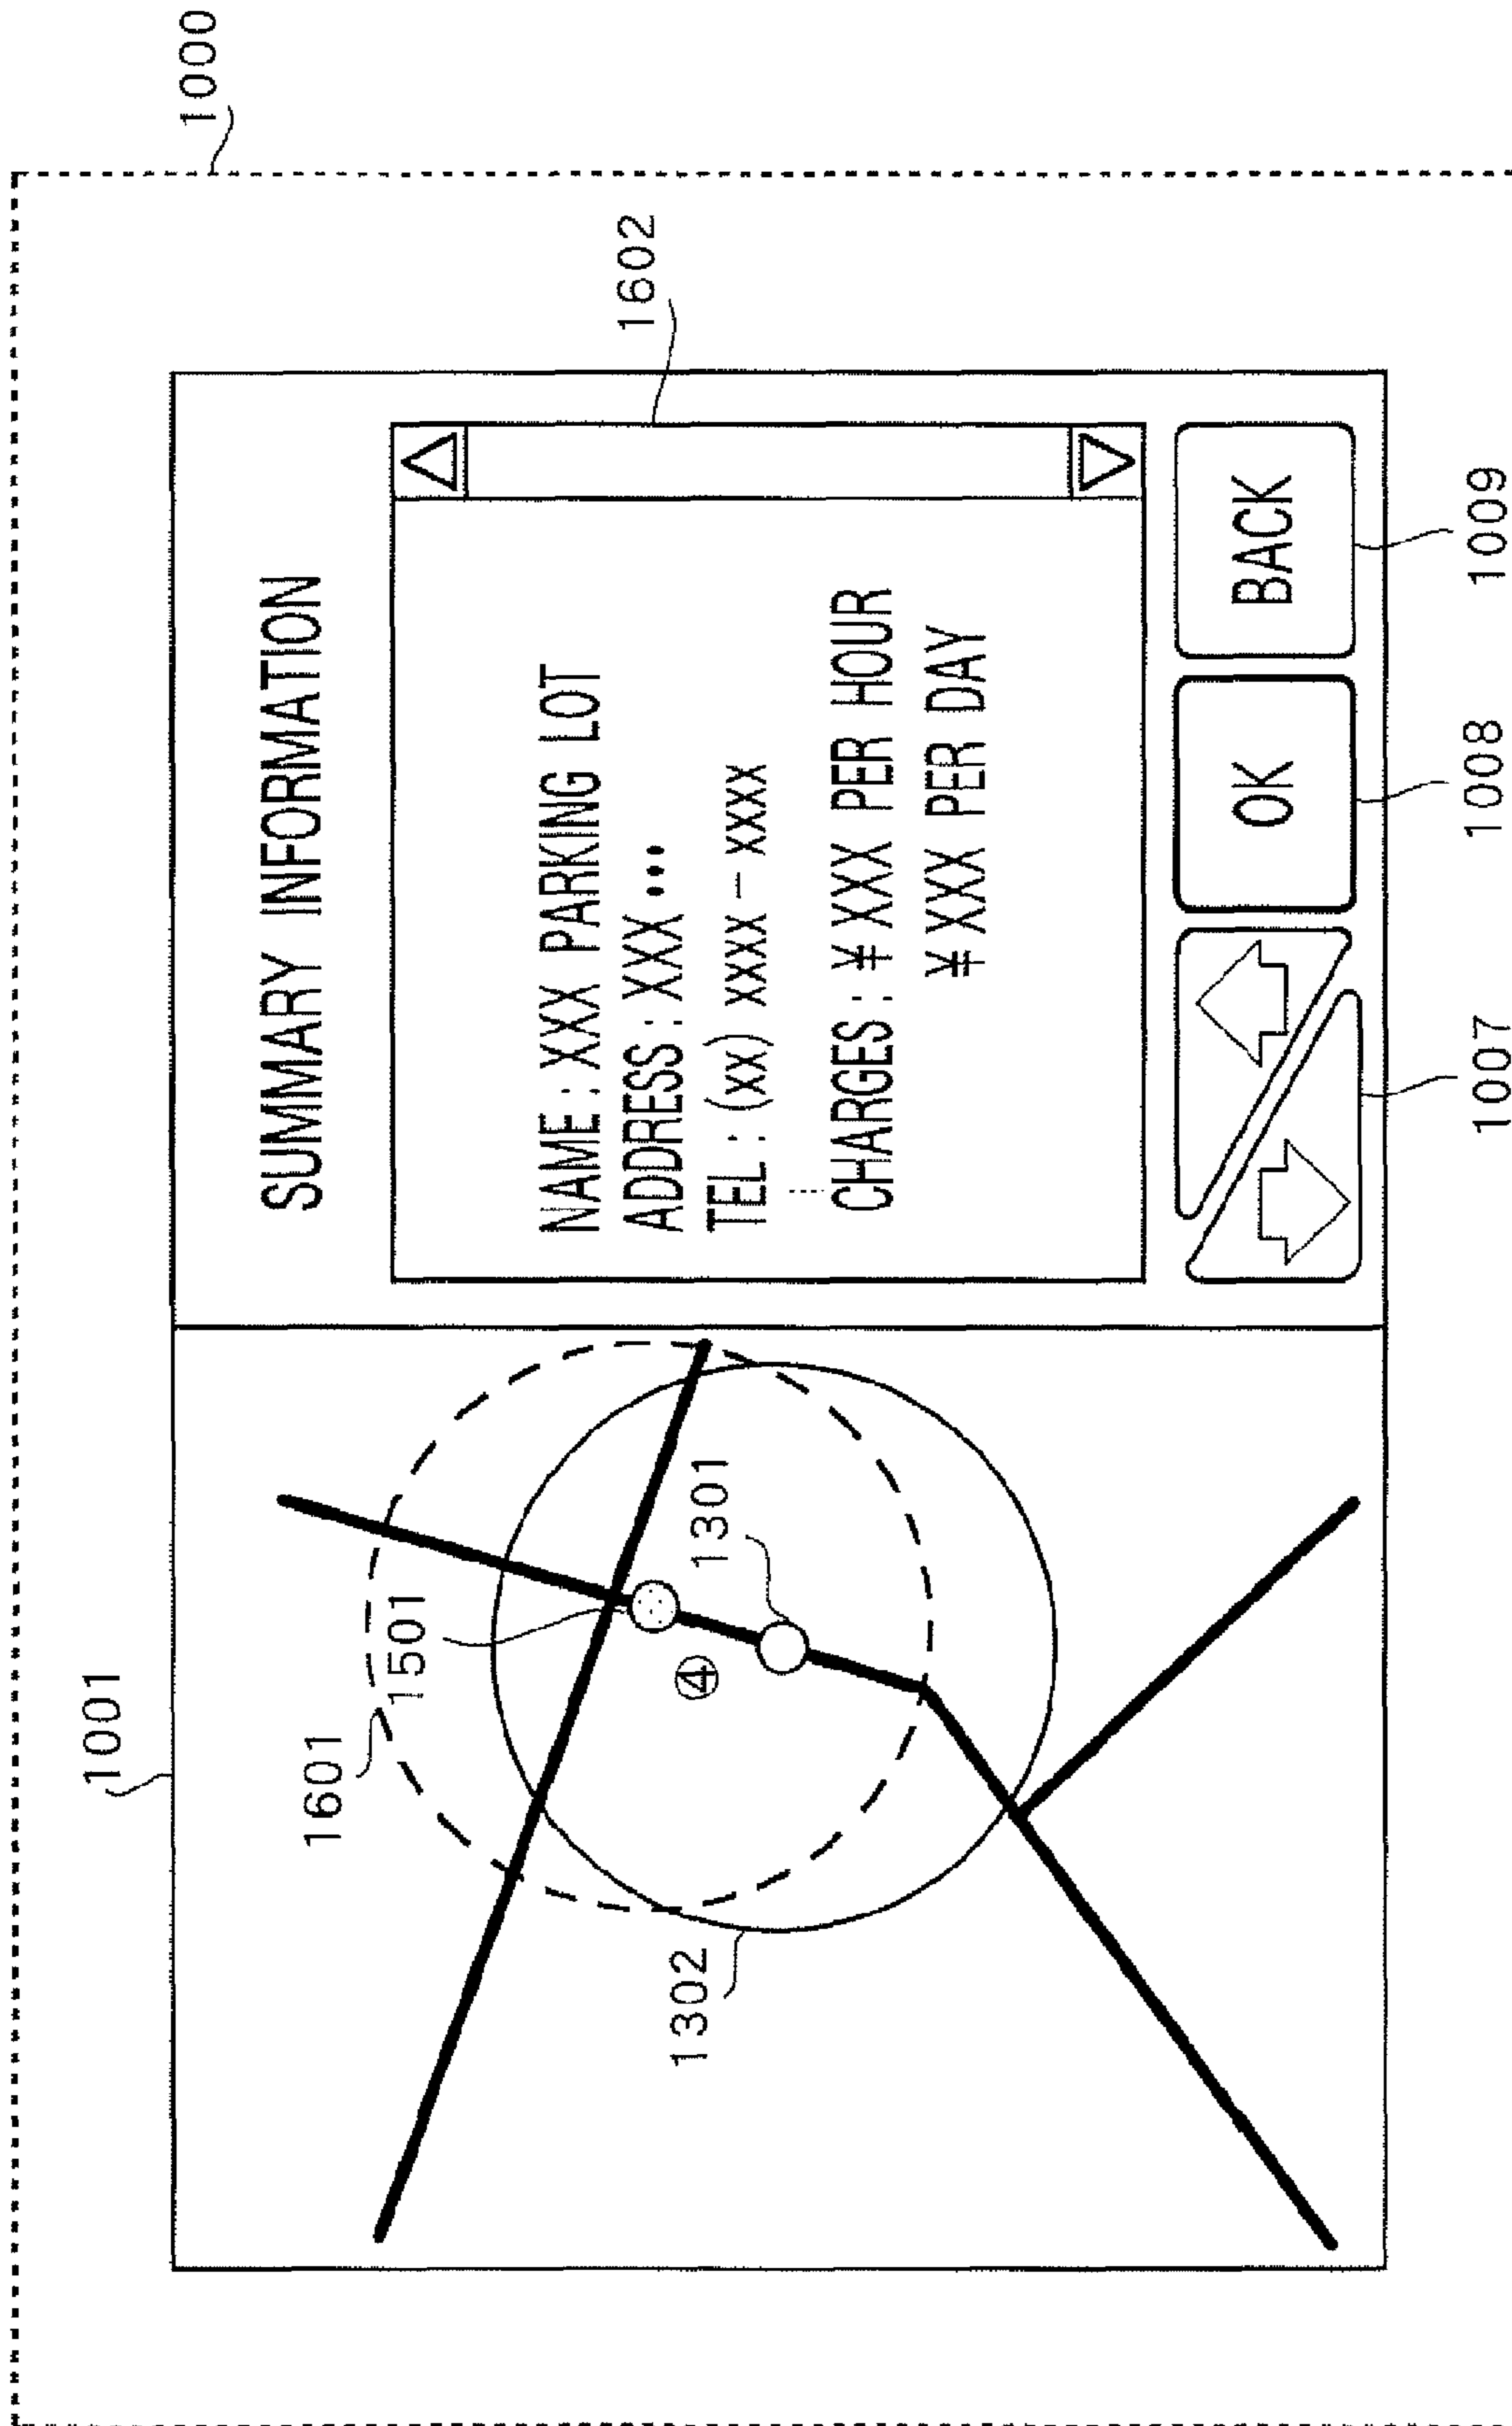 1000
1001
SUMMARY INFORMATION
1601
1501
④
1301
1302
NAME : XXX PARKING LOT
ADDRESS : XXX •••
TEL : (xx) xxxx – xxxx
CHARGES : ¥ XXX PER HOUR
¥ XXX PER DAY
1602
OK
BACK
1007
1008
1009